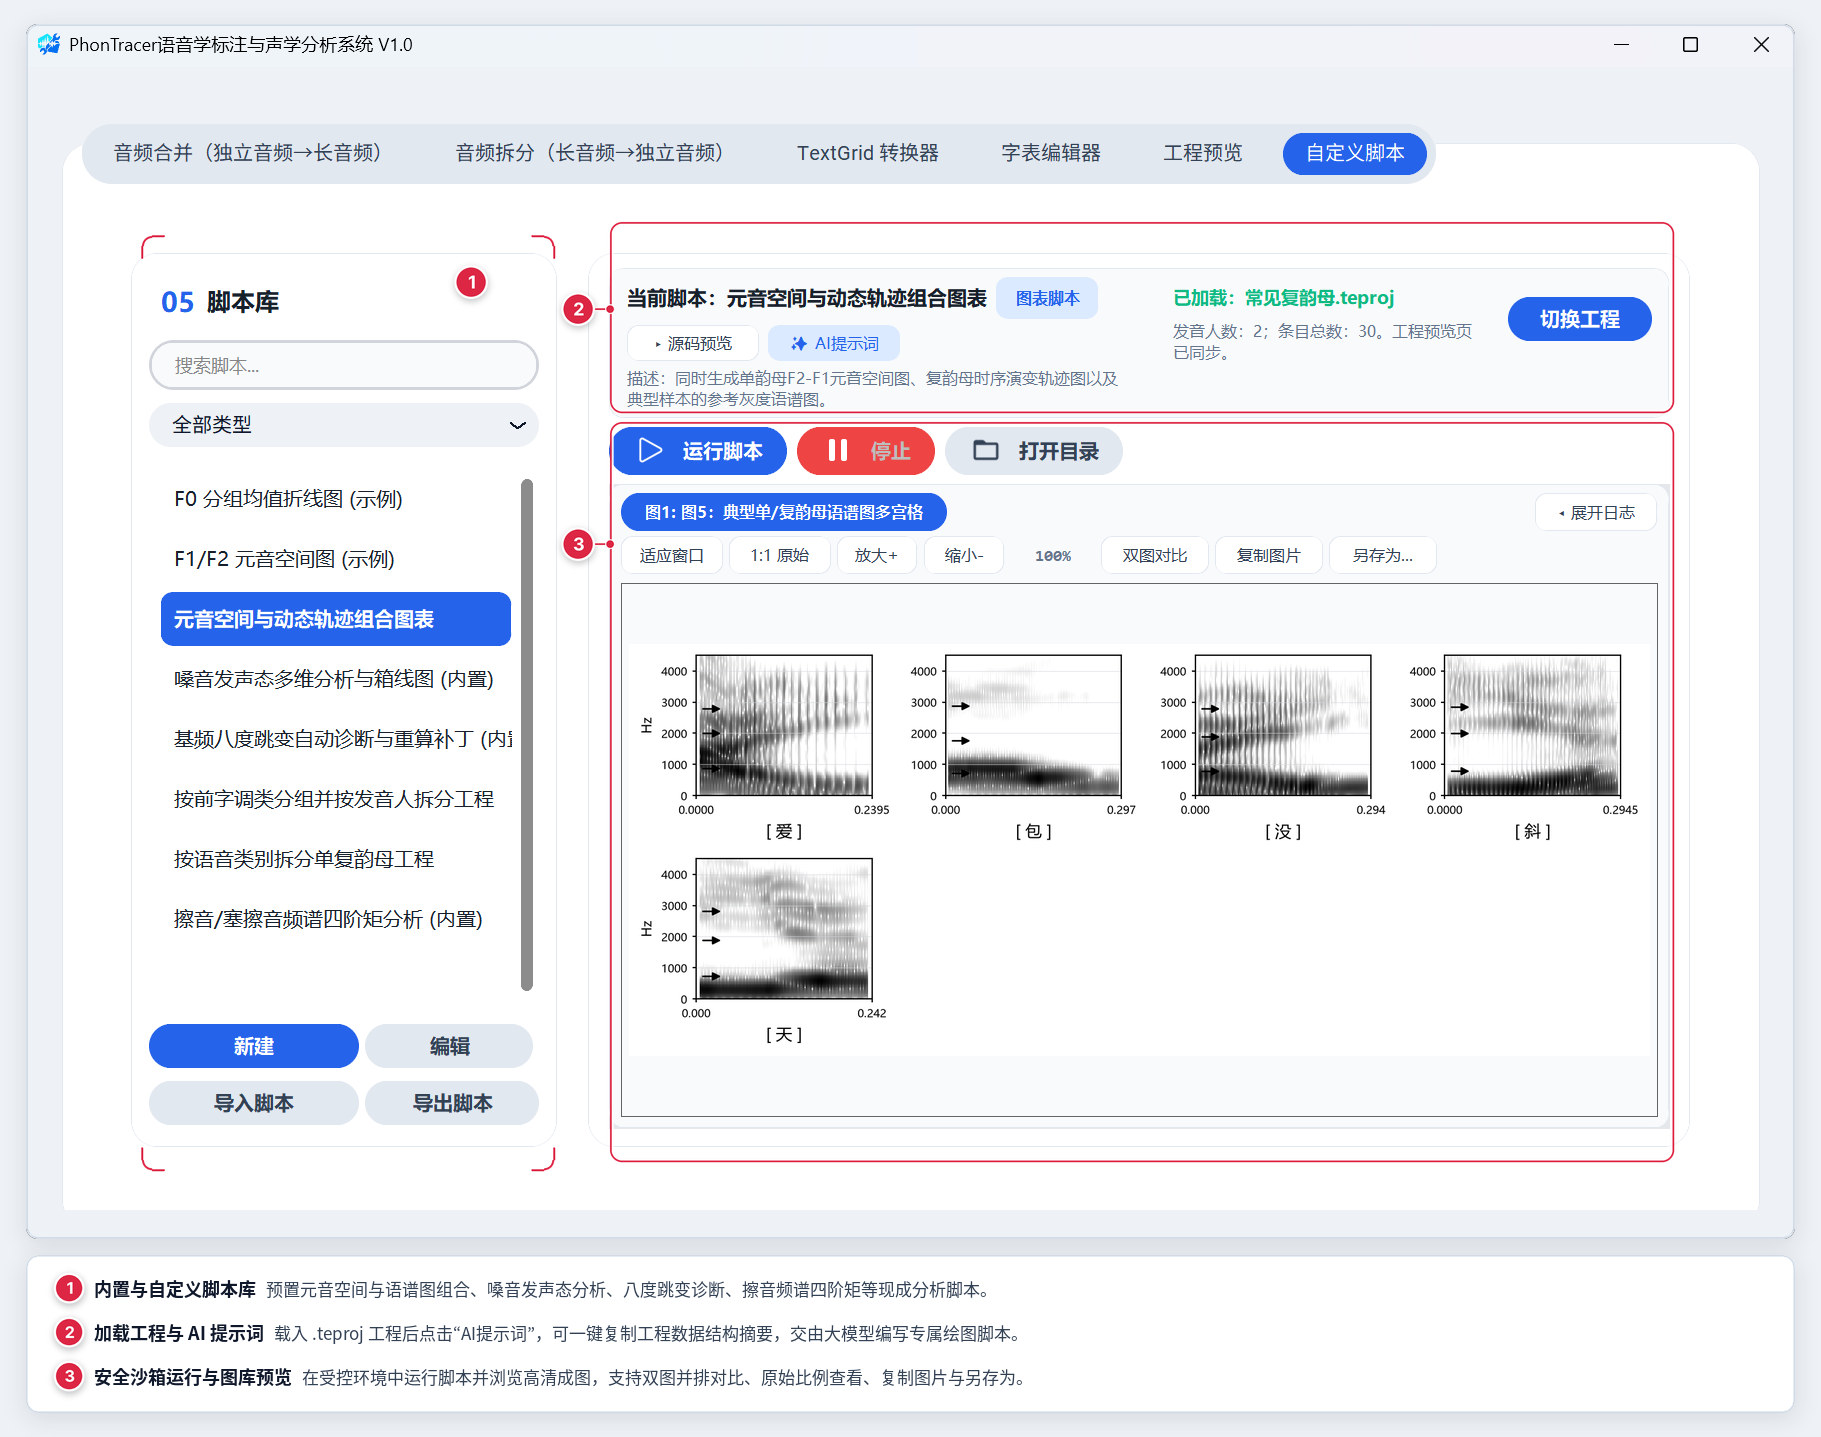 PhonTracer语音学标注与声学分析系统 V1.0
音频合并（独立音频→长音频）
音频拆分（长音频→独立音频）
TextGrid 转换器
字表编辑器
工程预览
自定义脚本
1
05 脚本库
搜索脚本...
全部类型
F0 分组均值折线图 (示例)
F1/F2 元音空间图 (示例)
元音空间与动态轨迹组合图表
嗓音发声态多维分析与箱线图 (内置)
基频八度跳变自动诊断与重算补丁 (内
按前字调类分组并按发音人拆分工程
按语音类别拆分单复韵母工程
擦音/塞擦音频谱四阶矩分析 (内置)
新建
编辑
导入脚本
导出脚本
2
当前脚本：元音空间与动态轨迹组合图表
图表脚本
源码预览
AI提示词
描述：同时生成单韵母F2-F1元音空间图、复韵母时序演变轨迹图以及
典型样本的参考灰度语谱图。
已加载：常见复韵母.teproj
发音人数：2；条目总数：30。工程预览页
已同步。
切换工程
3
运行脚本
停止
打开目录
图1: 图5：典型单/复韵母语谱图多宫格
展开日志
适应窗口
1:1 原始
放大+
缩小-
100%
双图对比
复制图片
另存为...
Hz
4000
3000
2000
1000
0
0.0000
0.2395
[ 爱 ]
4000
3000
2000
1000
0
0.000
0.297
[ 包 ]
4000
3000
2000
1000
0
0.000
0.294
[ 没 ]
4000
3000
2000
1000
0
0.0000
0.2945
[ 斜 ]
Hz
4000
3000
2000
1000
0
0.000
0.242
[ 天 ]
1 内置与自定义脚本库 预置元音空间与语谱图组合、嗓音发声态分析、八度跳变诊断、擦音频谱四阶矩等现成分析脚本。
2 加载工程与 AI 提示词 载入 .teproj 工程后点击“AI提示词”，可一键复制工程数据结构摘要，交由大模型编写专属绘图脚本。
3 安全沙箱运行与图库预览 在受控环境中运行脚本并浏览高清成图，支持双图并排对比、原始比例查看、复制图片与另存为。